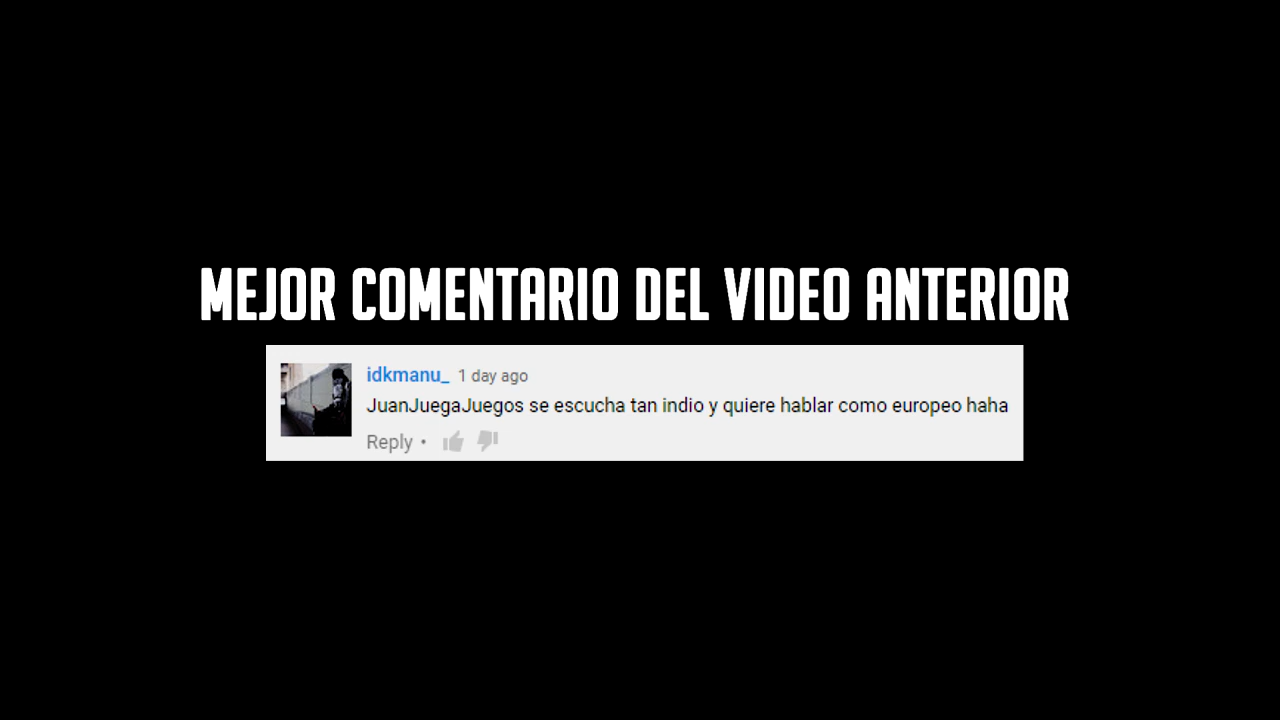 MEJOR COMENTARIO DEL VIDEO ANTERIOR
idkmanu_ 1 day ago
JuanJuegaJuegos se escucha tan indio y quiere hablar como europeo haha
Reply •